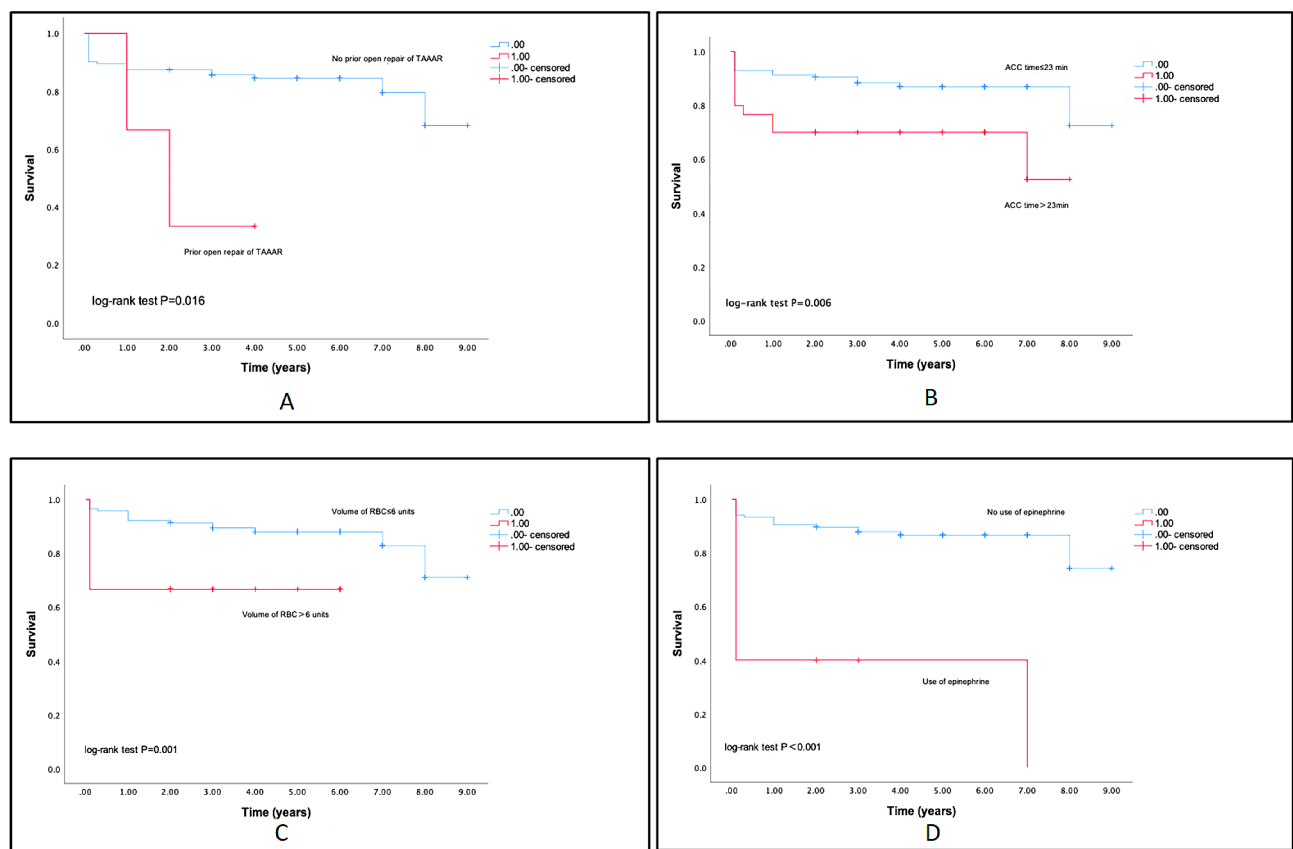 1.0
0.8
0.6
0.4
0.2
0.0
Survival
No prior open repair of TAAAR
Prior open repair of TAAAR
log-rank test P=0.016
.00
1.00
.00- censored
1.00- censored
.00 1.00 2.00 3.00 4.00 5.00 6.00 7.00 8.00 9.00
Time (years)
A
1.0
0.8
0.6
0.4
0.2
0.0
Survival
ACC time≤23 min
ACC time>23min
log-rank test P=0.006
.00
1.00
.00- censored
1.00- censored
.00 1.00 2.00 3.00 4.00 5.00 6.00 7.00 8.00 9.00
Time (years)
B
1.0
0.8
0.6
0.4
0.2
0.0
Survival
Volume of RBC≤6 units
Volume of RBC>6 units
log-rank test P=0.001
.00
1.00
.00- censored
1.00- censored
.00 1.00 2.00 3.00 4.00 5.00 6.00 7.00 8.00 9.00
Time (years)
C
1.0
0.8
0.6
0.4
0.2
0.0
Survival
No use of epinephrine
Use of epinephrine
log-rank test P<0.001
.00
1.00
.00- censored
1.00- censored
.00 1.00 2.00 3.00 4.00 5.00 6.00 7.00 8.00 9.00
Time (years)
D